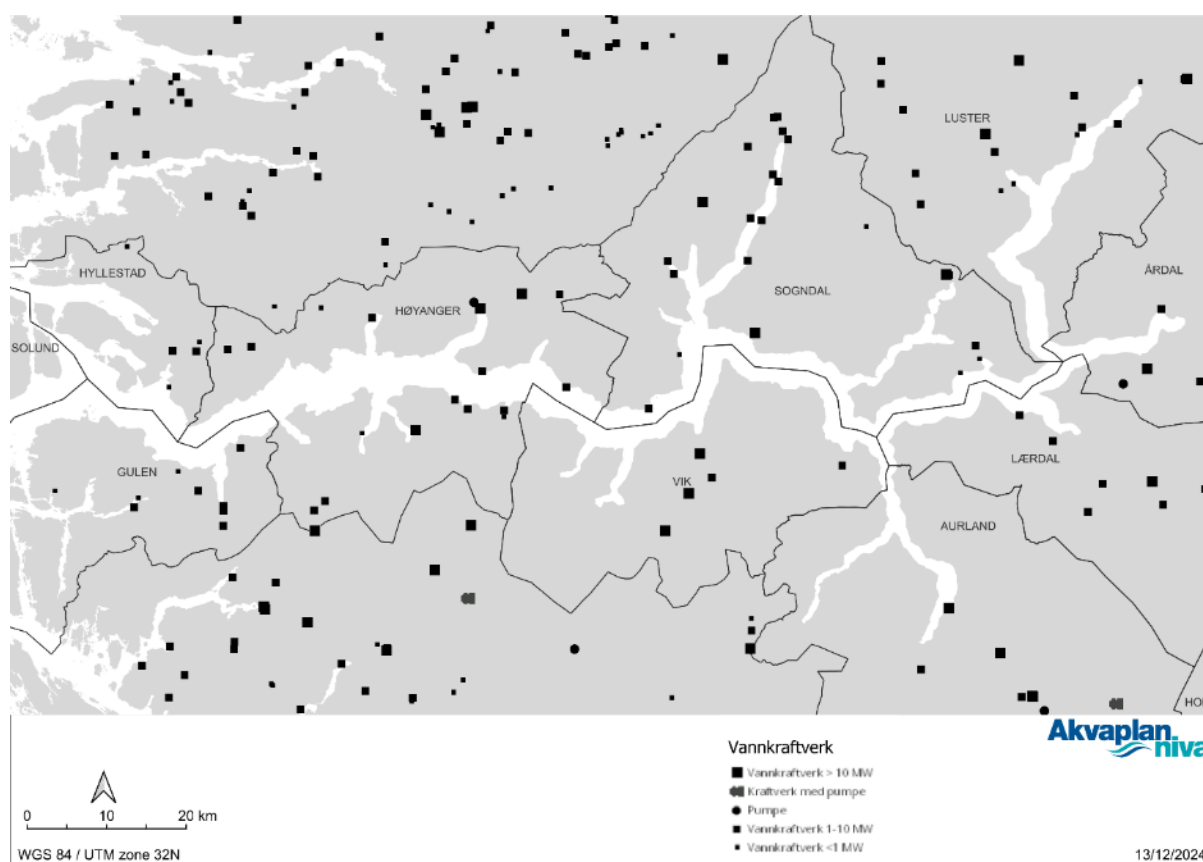 LUSTER
ÅRDAL
HYLLESTAD
SOGNDAL
HØYANGER
SOLUND
GULEN
LÆRDAL
VIK
AURLAND
HO
Akvaplan
niva
Vannkraftverk
Vannkraftverk > 10 MW
Kraftverk med pumpe
Pumpe
Vannkraftverk 1-10 MW
Vannkraftverk <1 MW
0 10 20 km
WGS 84 / UTM zone 32N
13/12/2024